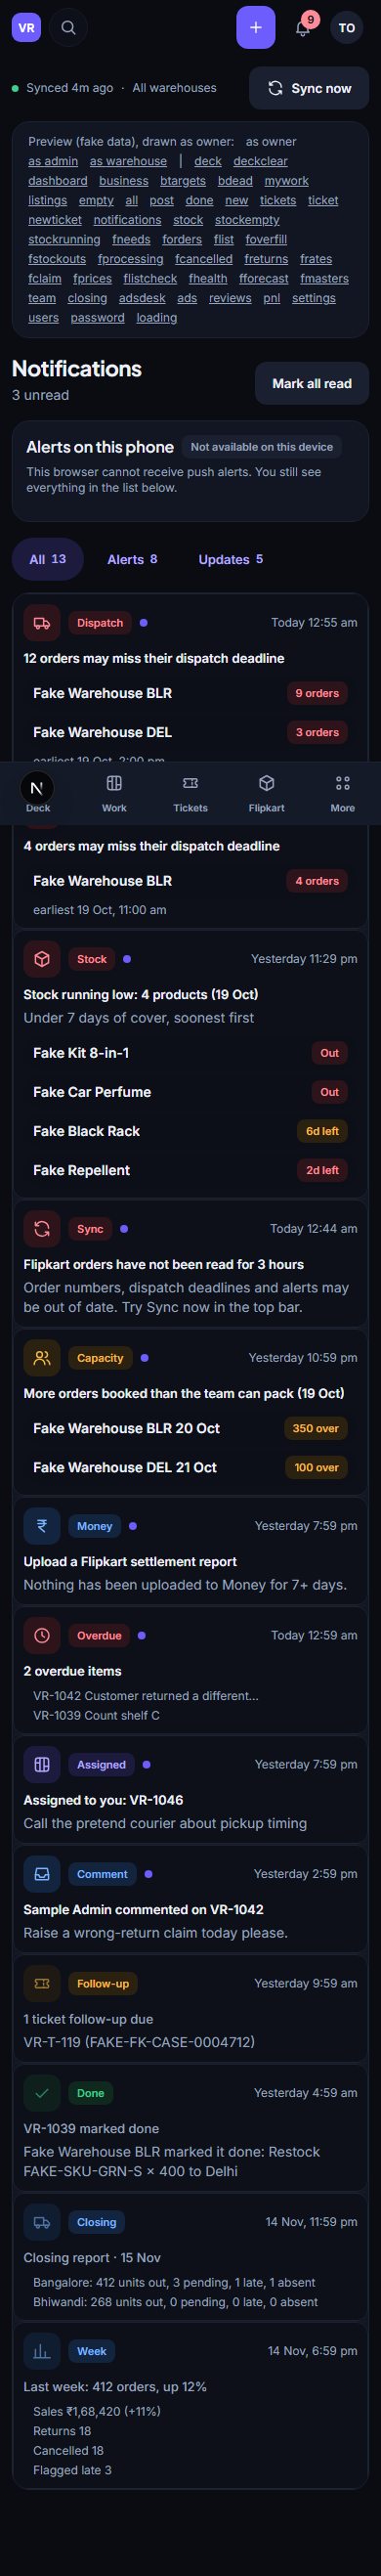 VR
9
TO
Synced 4m ago · All warehouses
Sync now
Preview (fake data), drawn as owner: as owner
as admin as warehouse | deck deckclear
dashboard business btargets bdead mywork
listings empty all post done new tickets ticket
newticket notifications stock stockempty
stockrunning fneeds forders flist foverfill
fstockouts fprocessing fcancelled freturns frates
fclaim fprices flistcheck fhealth fforecast fmasters
team closing adsdesk ads reviews pnl settings
users password loading
Notifications
3 unread
Mark all read
Alerts on this phone Not available on this device
This browser cannot receive push alerts. You still see
everything in the list below.
All 13 Alerts 8 Updates 5
Dispatch Today 12:55 am
12 orders may miss their dispatch deadline
Fake Warehouse BLR 9 orders
Fake Warehouse DEL 3 orders
earliest 19 Oct, 2:00 pm
N
Deck Work Tickets Flipkart More
4 orders may miss their dispatch deadline
Fake Warehouse BLR 4 orders
earliest 19 Oct, 11:00 am
Stock Yesterday 11:29 pm
Stock running low: 4 products (19 Oct)
Under 7 days of cover, soonest first
Fake Kit 8-in-1 Out
Fake Car Perfume Out
Fake Black Rack 6d left
Fake Repellent 2d left
Sync Today 12:44 am
Flipkart orders have not been read for 3 hours
Order numbers, dispatch deadlines and alerts may
be out of date. Try Sync now in the top bar.
Capacity Yesterday 10:59 pm
More orders booked than the team can pack (19 Oct)
Fake Warehouse BLR 20 Oct 350 over
Fake Warehouse DEL 21 Oct 100 over
₹ Money Yesterday 7:59 pm
Upload a Flipkart settlement report
Nothing has been uploaded to Money for 7+ days.
Overdue Today 12:59 am
2 overdue items
VR-1042 Customer returned a different...
VR-1039 Count shelf C
Assigned Yesterday 7:59 pm
Assigned to you: VR-1046
Call the pretend courier about pickup timing
Comment Yesterday 2:59 pm
Sample Admin commented on VR-1042
Raise a wrong-return claim today please.
Follow-up Yesterday 9:59 am
1 ticket follow-up due
VR-T-119 (FAKE-FK-CASE-0004712)
Done Yesterday 4:59 am
VR-1039 marked done
Fake Warehouse BLR marked it done: Restock
FAKE-SKU-GRN-S × 400 to Delhi
Closing 14 Nov, 11:59 pm
Closing report · 15 Nov
Bangalore: 412 units out, 3 pending, 1 late, 1 absent
Bhiwandi: 268 units out, 0 pending, 0 late, 0 absent
Week 14 Nov, 6:59 pm
Last week: 412 orders, up 12%
Sales ₹1,68,420 (+11%)
Returns 18
Cancelled 18
Flagged late 3